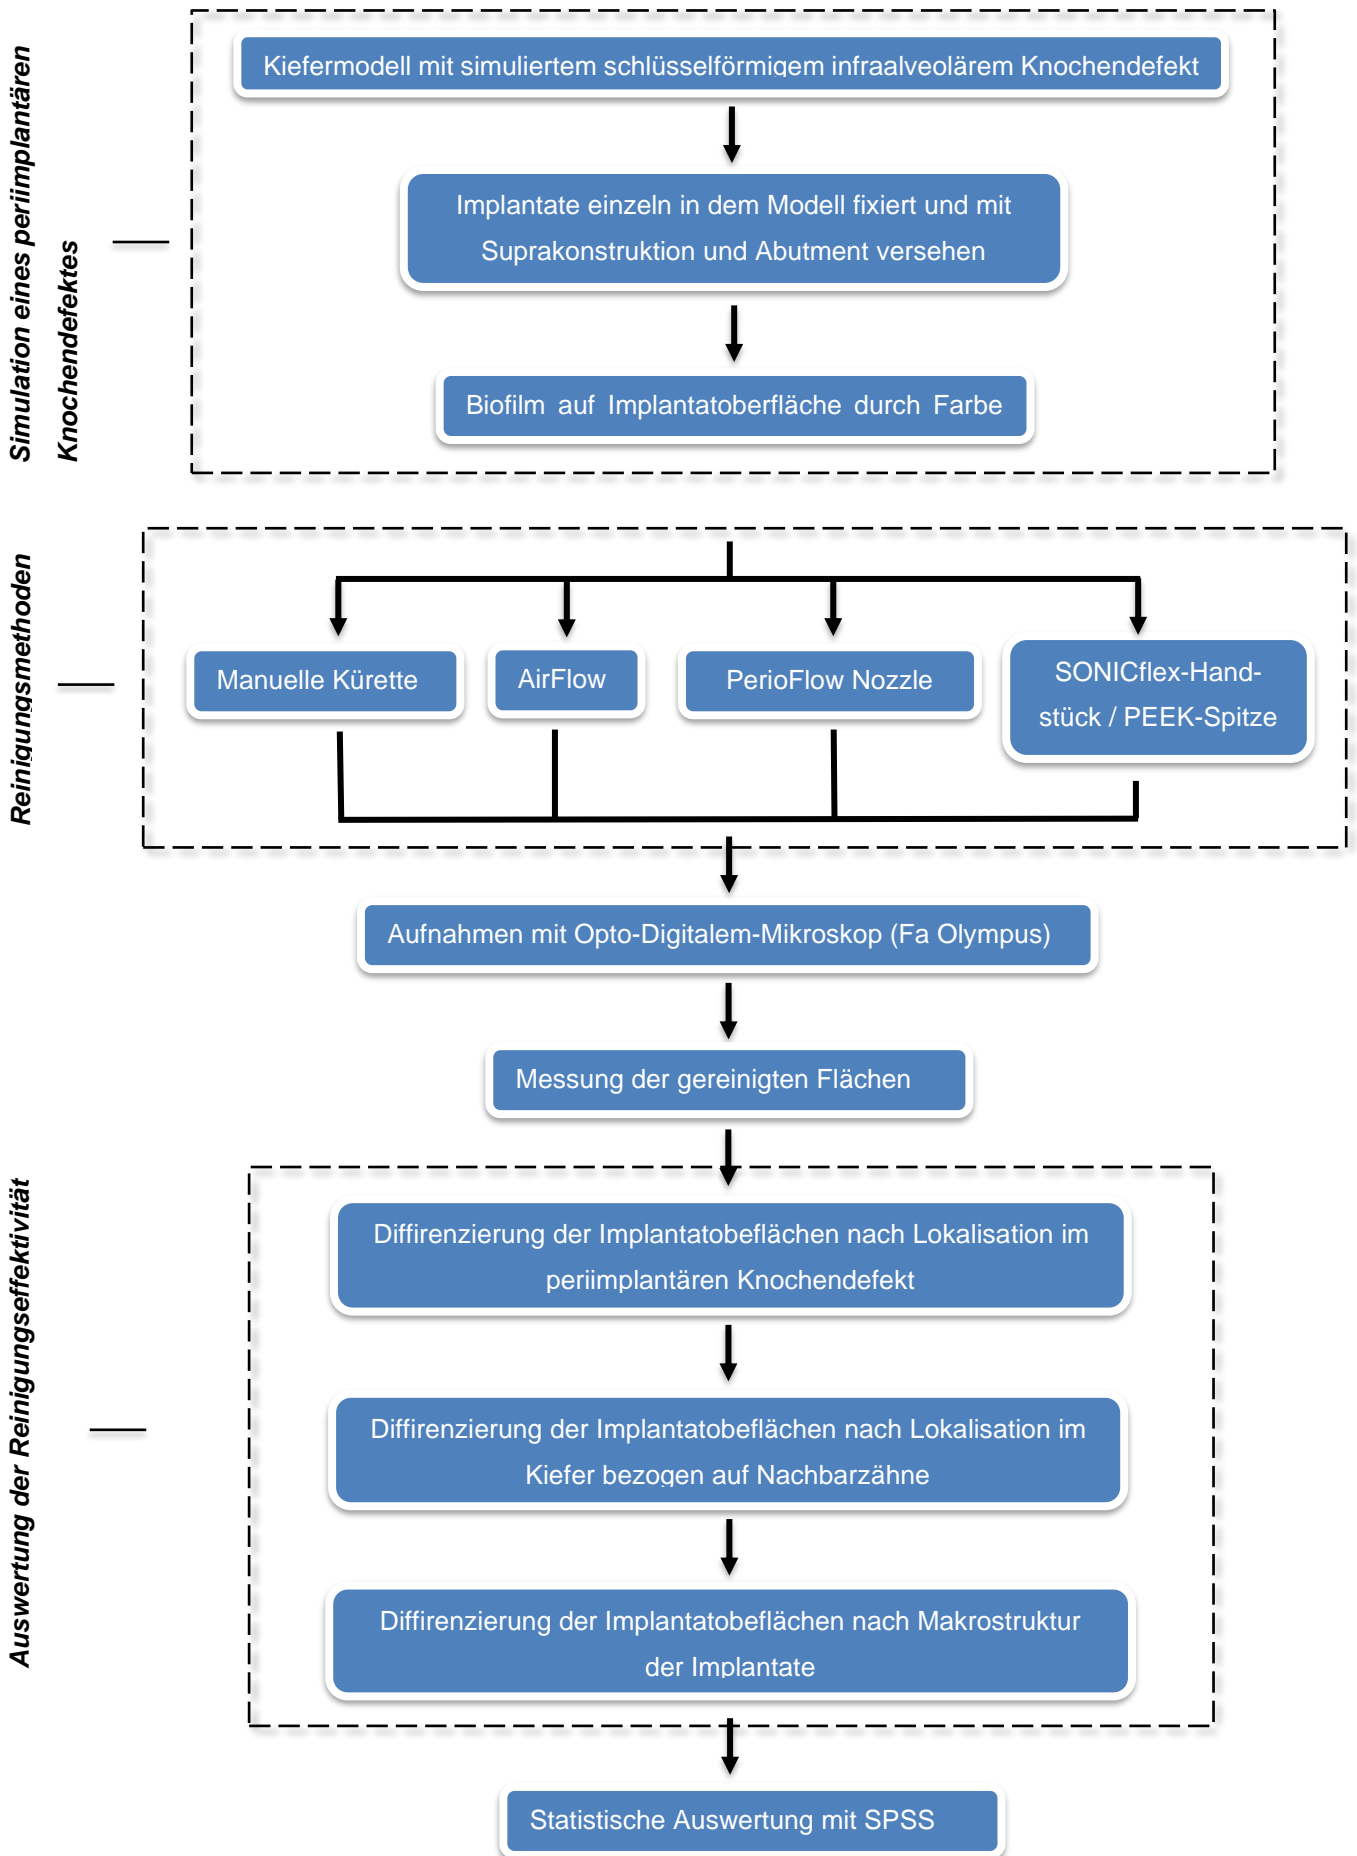 Simulation eines periimplantären
Knochendefektes
Kiefermodell mit simuliertem schlüsselförmigem infraalveolärem Knochendefekt
Implantate einzeln in dem Modell fixiert und mit
Suprakonstruktion und Abutment versehen
Biofilm auf Implantatoberfläche durch Farbe
Reinigungsmethoden
Manuelle Kürette
AirFlow
PerioFlow Nozzle
SONICflex-Hand-
stück / PEEK-Spitze
Aufnahmen mit Opto-Digitalem-Mikroskop (Fa Olympus)
Messung der gereinigten Flächen
Auswertung der Reinigungseffektivität
Diffirenzierung der Implantatobeflächen nach Lokalisation im
periimplantären Knochendefekt
Diffirenzierung der Implantatobeflächen nach Lokalisation im
Kiefer bezogen auf Nachbarzähne
Diffirenzierung der Implantatobeflächen nach Makrostruktur
der Implantate
Statistische Auswertung mit SPSS